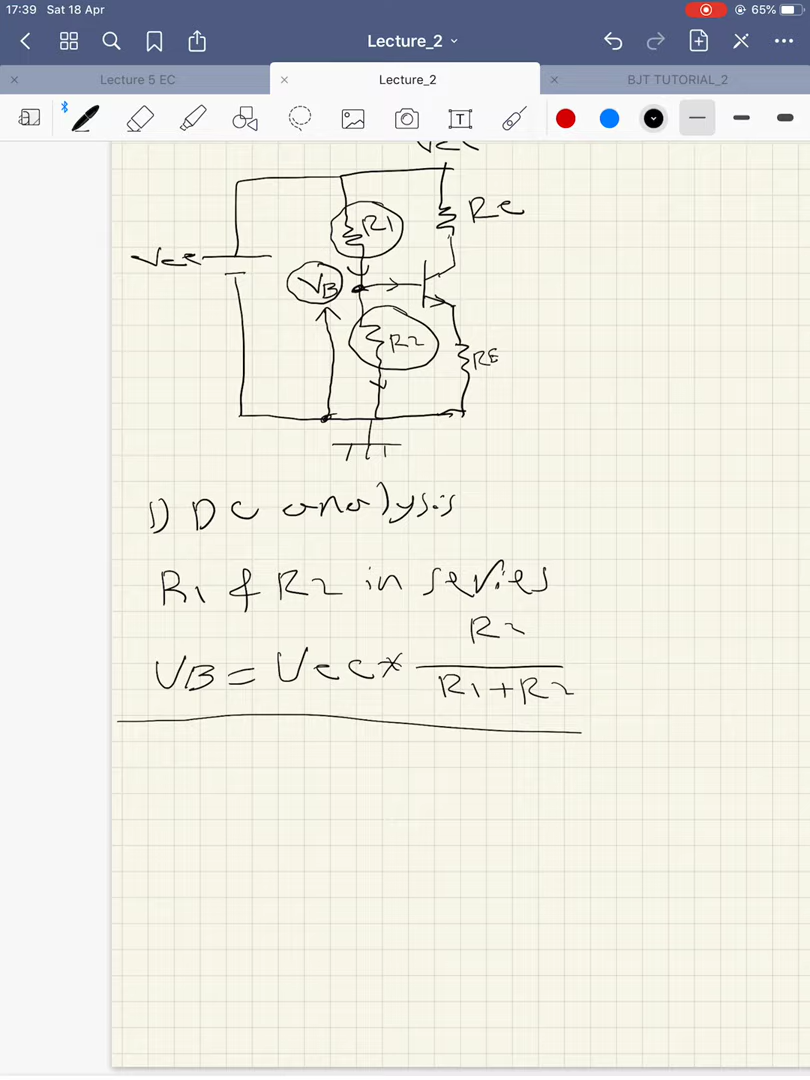 17:39 Sat 18 Apr 65%
Lecture_2
Lecture 5 EC Lecture_2 BJT TUTORIAL_2
T
Vcc
RC
R1
Vcc
VB
R2
RE
1) DC analysis
R1 & R2 in series
VB = Vcc* R2
R1+R2